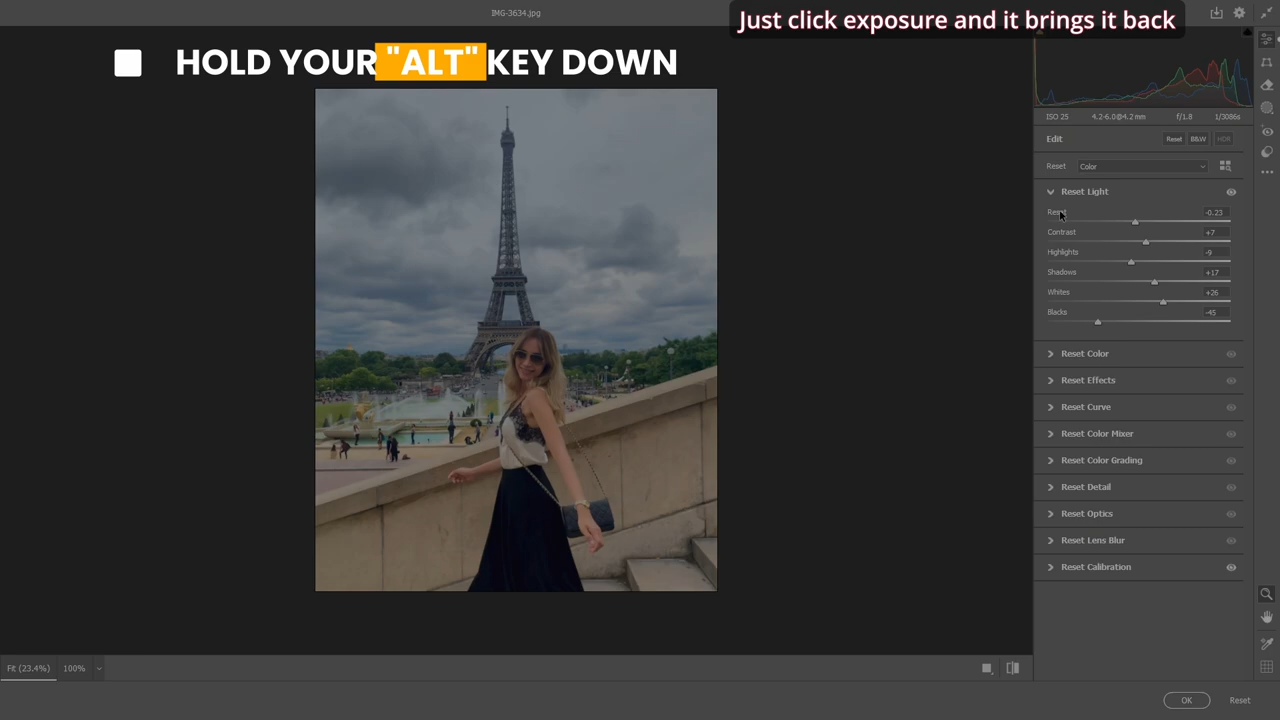 IMG-3634.jpg
Just click exposure and it brings it back
HOLD YOUR "ALT" KEY DOWN
ISO 25 4.2-6.0@4.2 mm f/1.8 1/3086s
Edit Reset B&W HDR
Reset Color
Reset Light
Reset -0.23
Contrast +7
Highlights -9
Shadows +17
Whites +26
Blacks -45
Reset Color
Reset Effects
Reset Curve
Reset Color Mixer
Reset Color Grading
Reset Detail
Reset Optics
Reset Lens Blur
Reset Calibration
Fit (23.4%) 100%
OK Reset